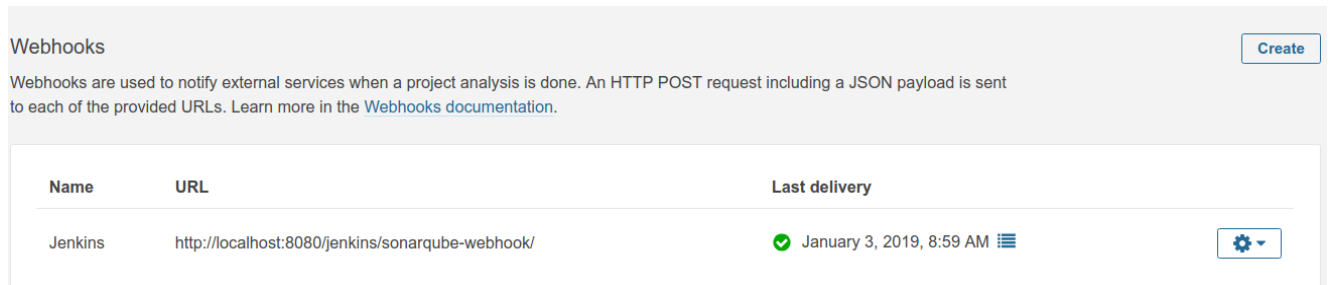 Webhooks
Create
Webhooks are used to notify external services when a project analysis is done. An HTTP POST request including a JSON payload is sent
to each of the provided URLs. Learn more in the Webhooks documentation.
Name URL Last delivery
Jenkins http://localhost:8080/jenkins/sonarqube-webhook/ January 3, 2019, 8:59 AM